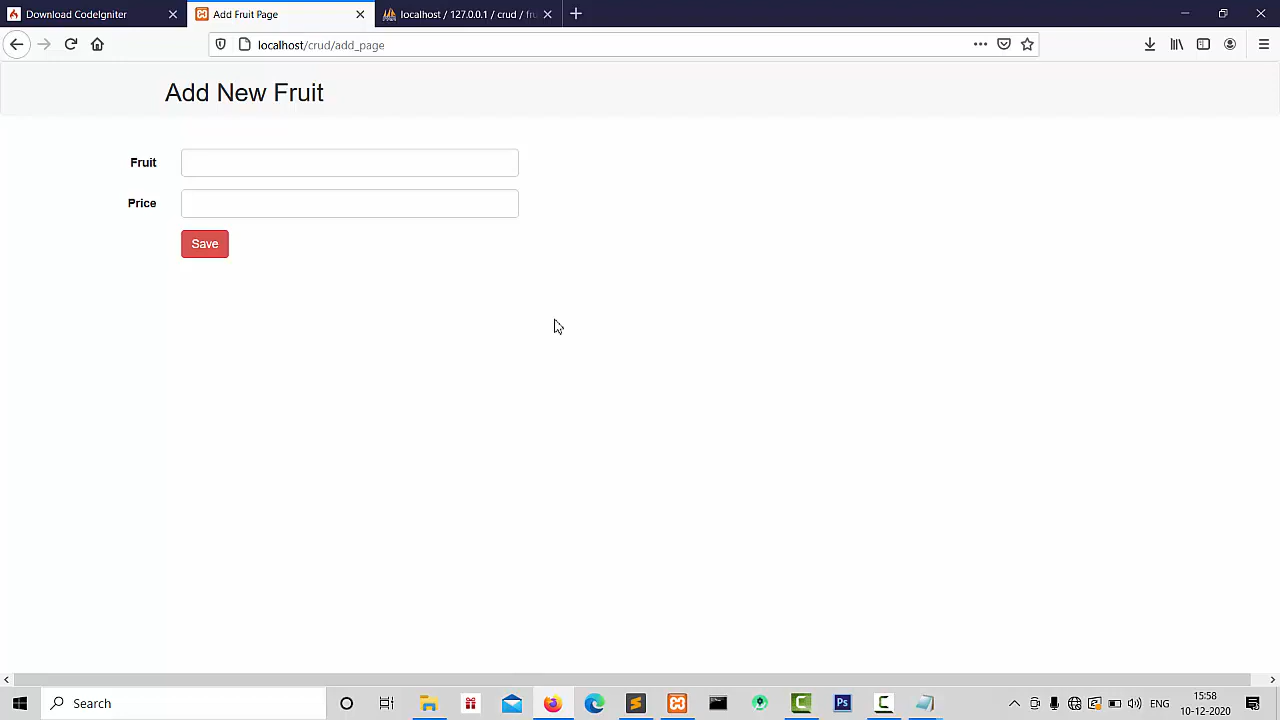 Download CodeIgniter
Add Fruit Page
localhost / 127.0.0.1 / crud / fru
localhost/crud/add_page
Add New Fruit
Fruit
Price
Save
Search
Ps
ENG
15:58
10-12-2020